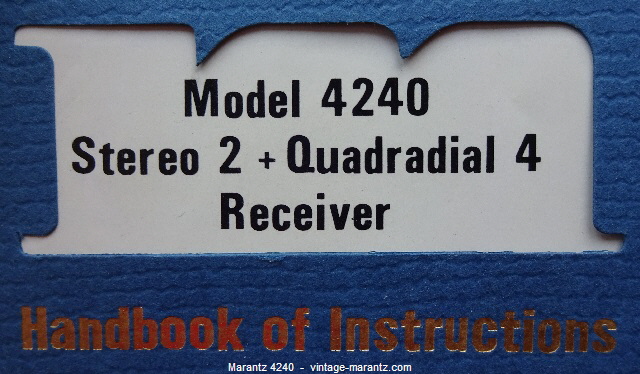 Model 4240
Stereo 2 + Quadradial 4
Receiver
Handbook of Instructions
Marantz 4240 - vintage-marantz.com